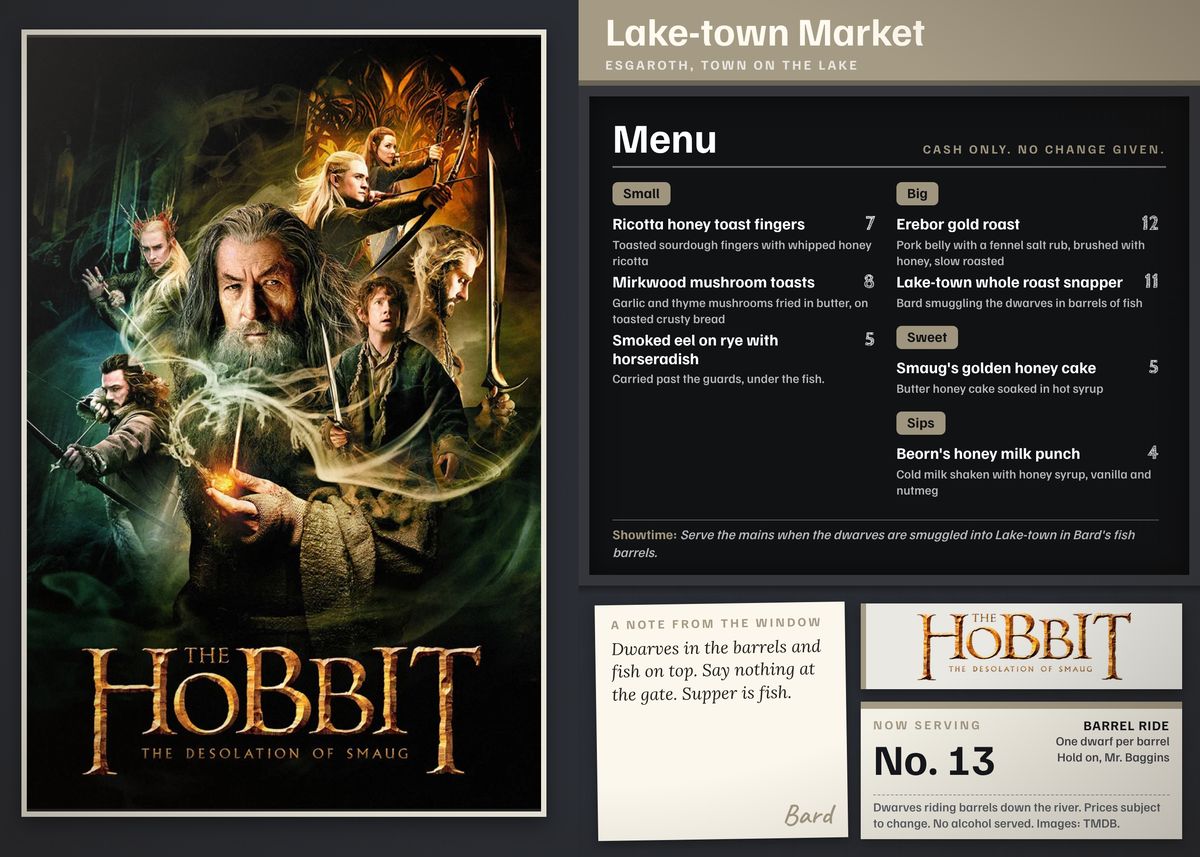 THE
HOBBIT
THE DESOLATION OF SMAUG
Lake-town Market
ESGAROTH, TOWN ON THE LAKE
Menu
CASH ONLY. NO CHANGE GIVEN.
Small
Ricotta honey toast fingers 7
Toasted sourdough fingers with whipped honey
ricotta
Mirkwood mushroom toasts 8
Garlic and thyme mushrooms fried in butter, on
toasted crusty bread
Smoked eel on rye with 5
horseradish
Carried past the guards, under the fish.
Big
Erebor gold roast 12
Pork belly with a fennel salt rub, brushed with
honey, slow roasted
Lake-town whole roast snapper 11
Bard smuggling the dwarves in barrels of fish
Sweet
Smaug's golden honey cake 5
Butter honey cake soaked in hot syrup
Sips
Beorn's honey milk punch 4
Cold milk shaken with honey syrup, vanilla and
nutmeg
Showtime: Serve the mains when the dwarves are smuggled into Lake-town in Bard's fish
barrels.
A NOTE FROM THE WINDOW
Dwarves in the barrels and
fish on top. Say nothing at
the gate. Supper is fish.
Bard
THE
HOBBIT
THE DESOLATION OF SMAUG
NOW SERVING
No. 13
BARREL RIDE
One dwarf per barrel
Hold on, Mr. Baggins
Dwarves riding barrels down the river. Prices subject
to change. No alcohol served. Images: TMDB.